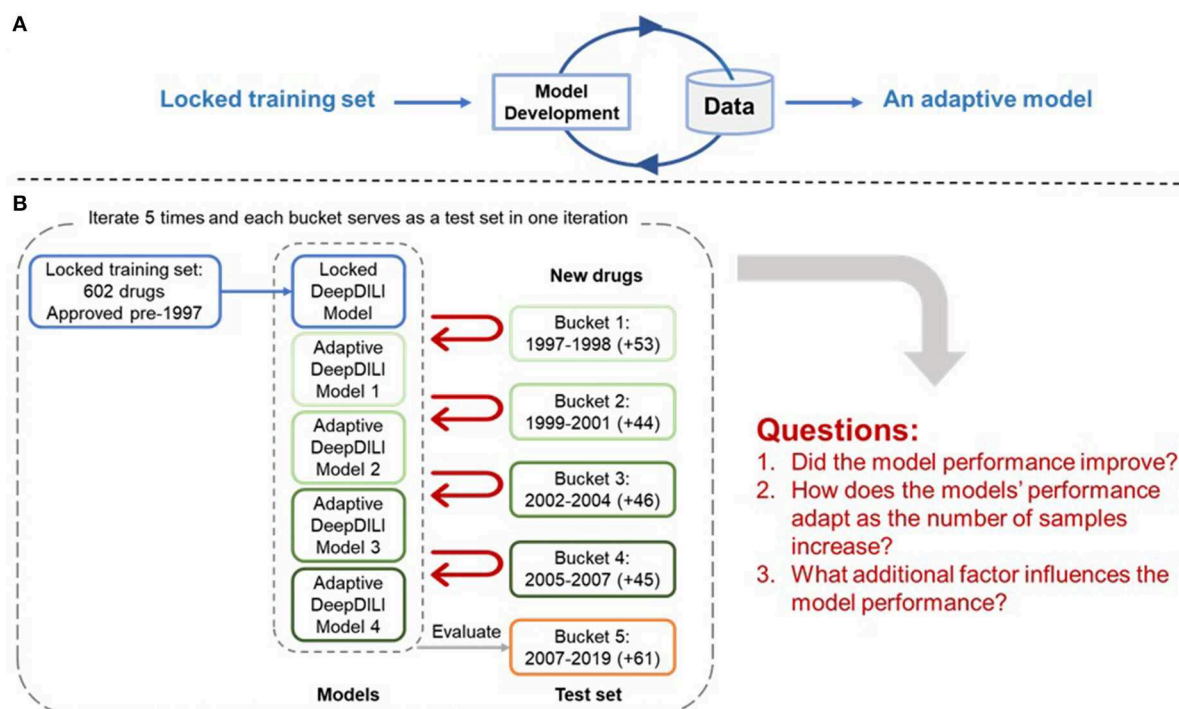 A
Locked training set
Model
Development
Data
An adaptive model
B
Iterate 5 times and each bucket serves as a test set in one iteration
Locked training set:
602 drugs
Approved pre-1997
Locked
DeepDILI
Model
Adaptive
DeepDILI
Model 1
Adaptive
DeepDILI
Model 2
Adaptive
DeepDILI
Model 3
Adaptive
DeepDILI
Model 4
Models
New drugs
Bucket 1:
1997-1998 (+53)
Bucket 2:
1999-2001 (+44)
Bucket 3:
2002-2004 (+46)
Bucket 4:
2005-2007 (+45)
Evaluate
Bucket 5:
2007-2019 (+61)
Test set
Questions:
1. Did the model performance improve?
2. How does the models’ performance
adapt as the number of samples
increase?
3. What additional factor influences the
model performance?